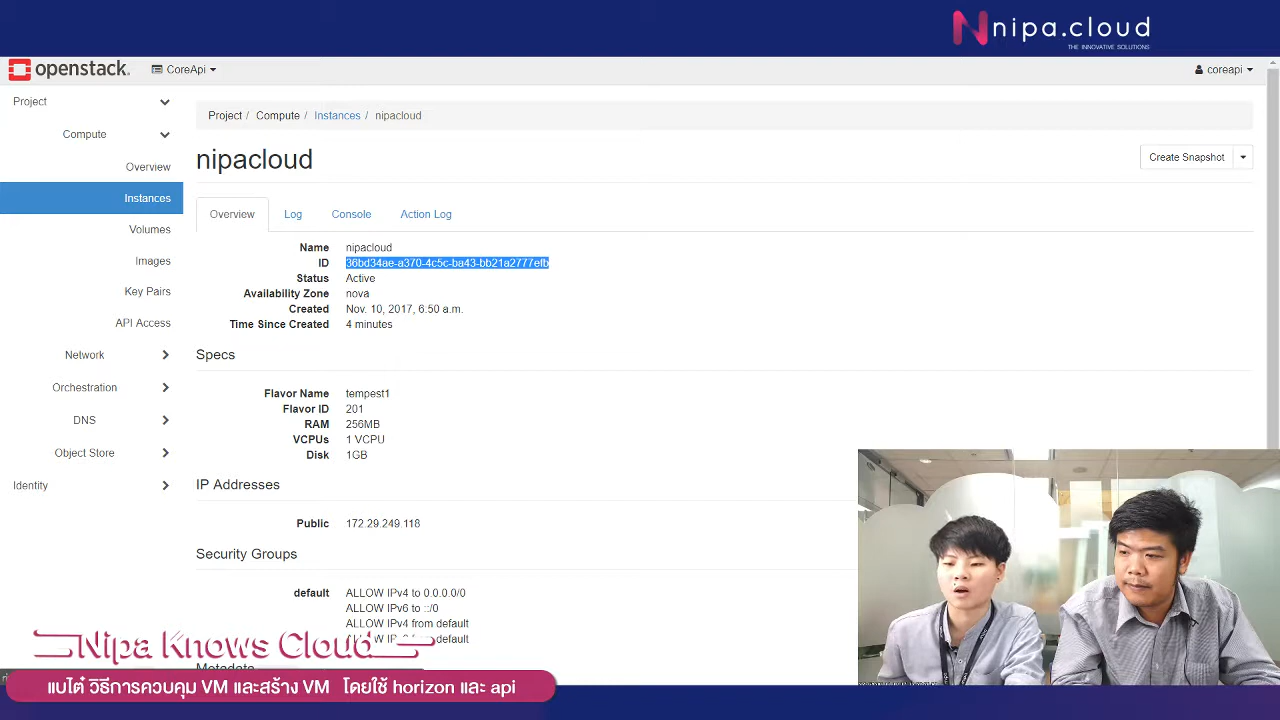 nipa.cloud
THE INNOVATIVE SOLUTIONS
openstack.
CoreApi
coreapi
Project
Compute
Overview
Instances
Volumes
Images
Key Pairs
API Access
Network
Orchestration
DNS
Object Store
Identity
Project / Compute / Instances / nipacloud
nipacloud
Create Snapshot
Overview Log Console Action Log
Name nipacloud
ID 36bd34ae-a370-4c5c-ba43-bb21a2777efb
Status Active
Availability Zone nova
Created Nov. 10, 2017, 6:50 a.m.
Time Since Created 4 minutes
Specs
Flavor Name tempest1
Flavor ID 201
RAM 256MB
VCPUs 1 VCPU
Disk 1GB
IP Addresses
Public 172.29.249.118
Security Groups
default ALLOW IPv4 to 0.0.0.0/0
ALLOW IPv6 to ::/0
ALLOW IPv4 from default
default
Metadata
Nipa Knows Cloud
แบไต๋ วิธีการควบคุม VM และสร้าง VM โดยใช้ horizon และ api